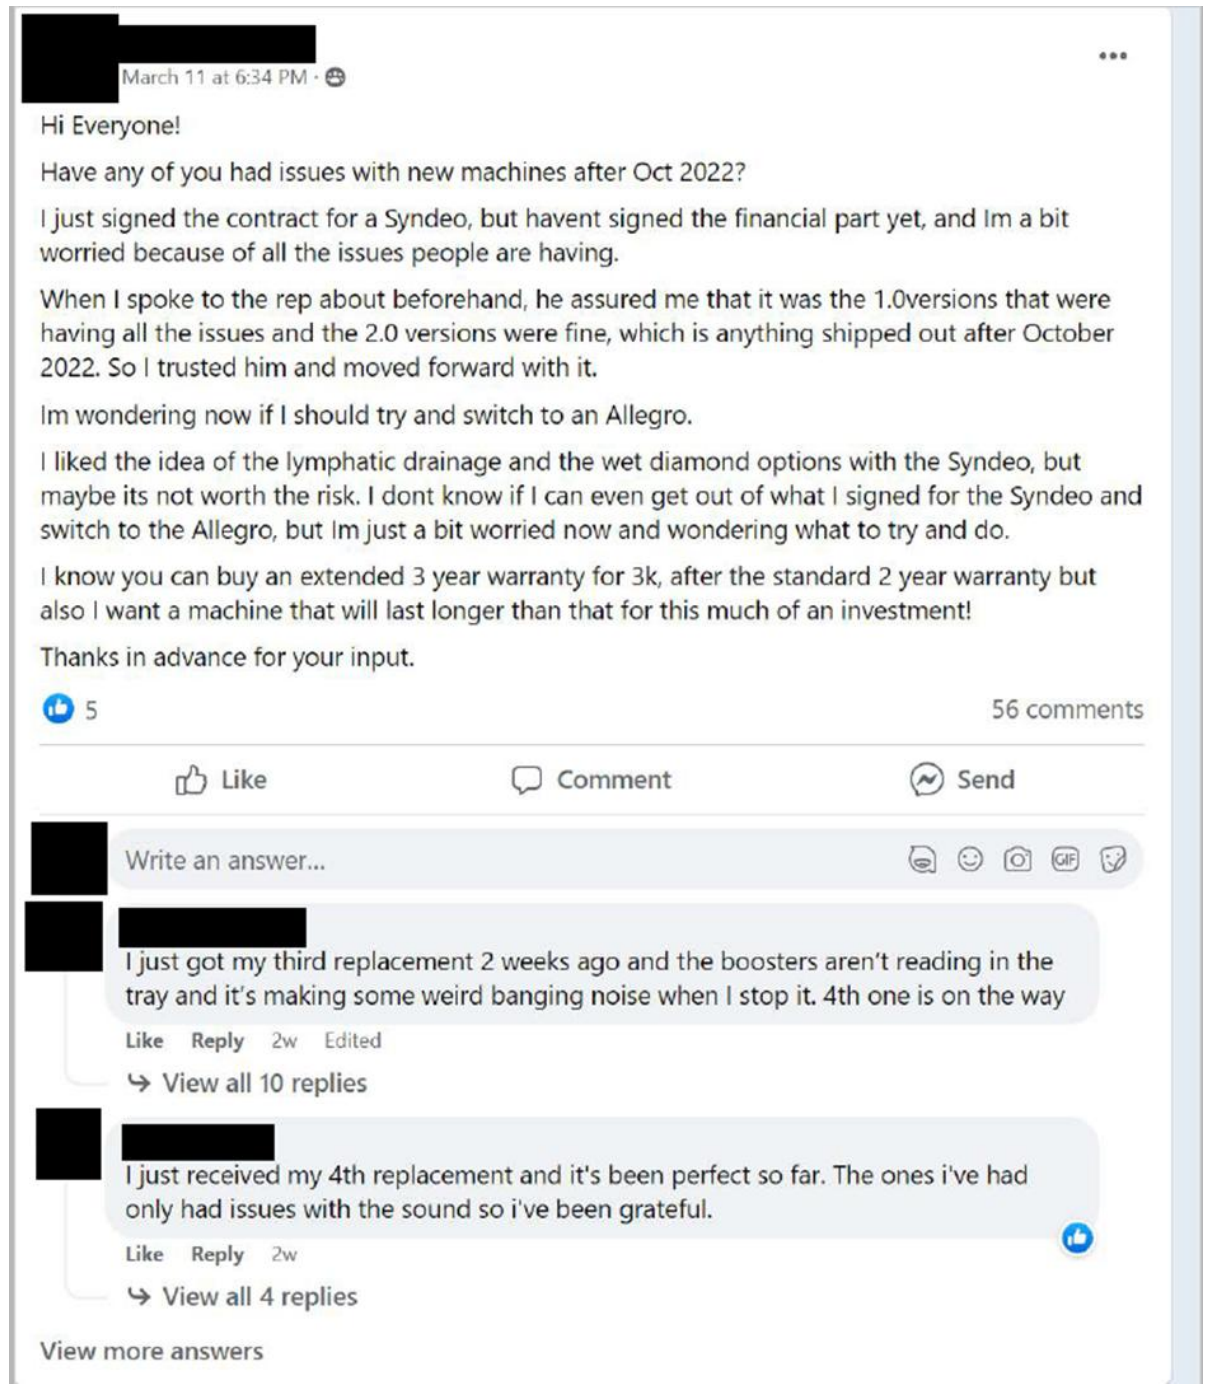 March 11 at 6:34 PM ·
Hi Everyone!
Have any of you had issues with new machines after Oct 2022?
I just signed the contract for a Syndeo, but havent signed the financial part yet, and Im a bit
worried because of all the issues people are having.
When I spoke to the rep about beforehand, he assured me that it was the 1.0versions that were
having all the issues and the 2.0 versions were fine, which is anything shipped out after October
2022. So I trusted him and moved forward with it.
Im wondering now if I should try and switch to an Allegro.
I liked the idea of the lymphatic drainage and the wet diamond options with the Syndeo, but
maybe its not worth the risk. I dont know if I can even get out of what I signed for the Syndeo and
switch to the Allegro, but Im just a bit worried now and wondering what to try and do.
I know you can buy an extended 3 year warranty for 3k, after the standard 2 year warranty but
also I want a machine that will last longer than that for this much of an investment!
Thanks in advance for your input.
5 56 comments
Like Comment Send
Write an answer... GIF
I just got my third replacement 2 weeks ago and the boosters aren't reading in the
tray and it's making some weird banging noise when I stop it. 4th one is on the way
Like Reply 2w Edited
View all 10 replies
I just received my 4th replacement and it's been perfect so far. The ones i've had
only had issues with the sound so i've been grateful.
Like Reply 2w
View all 4 replies
View more answers